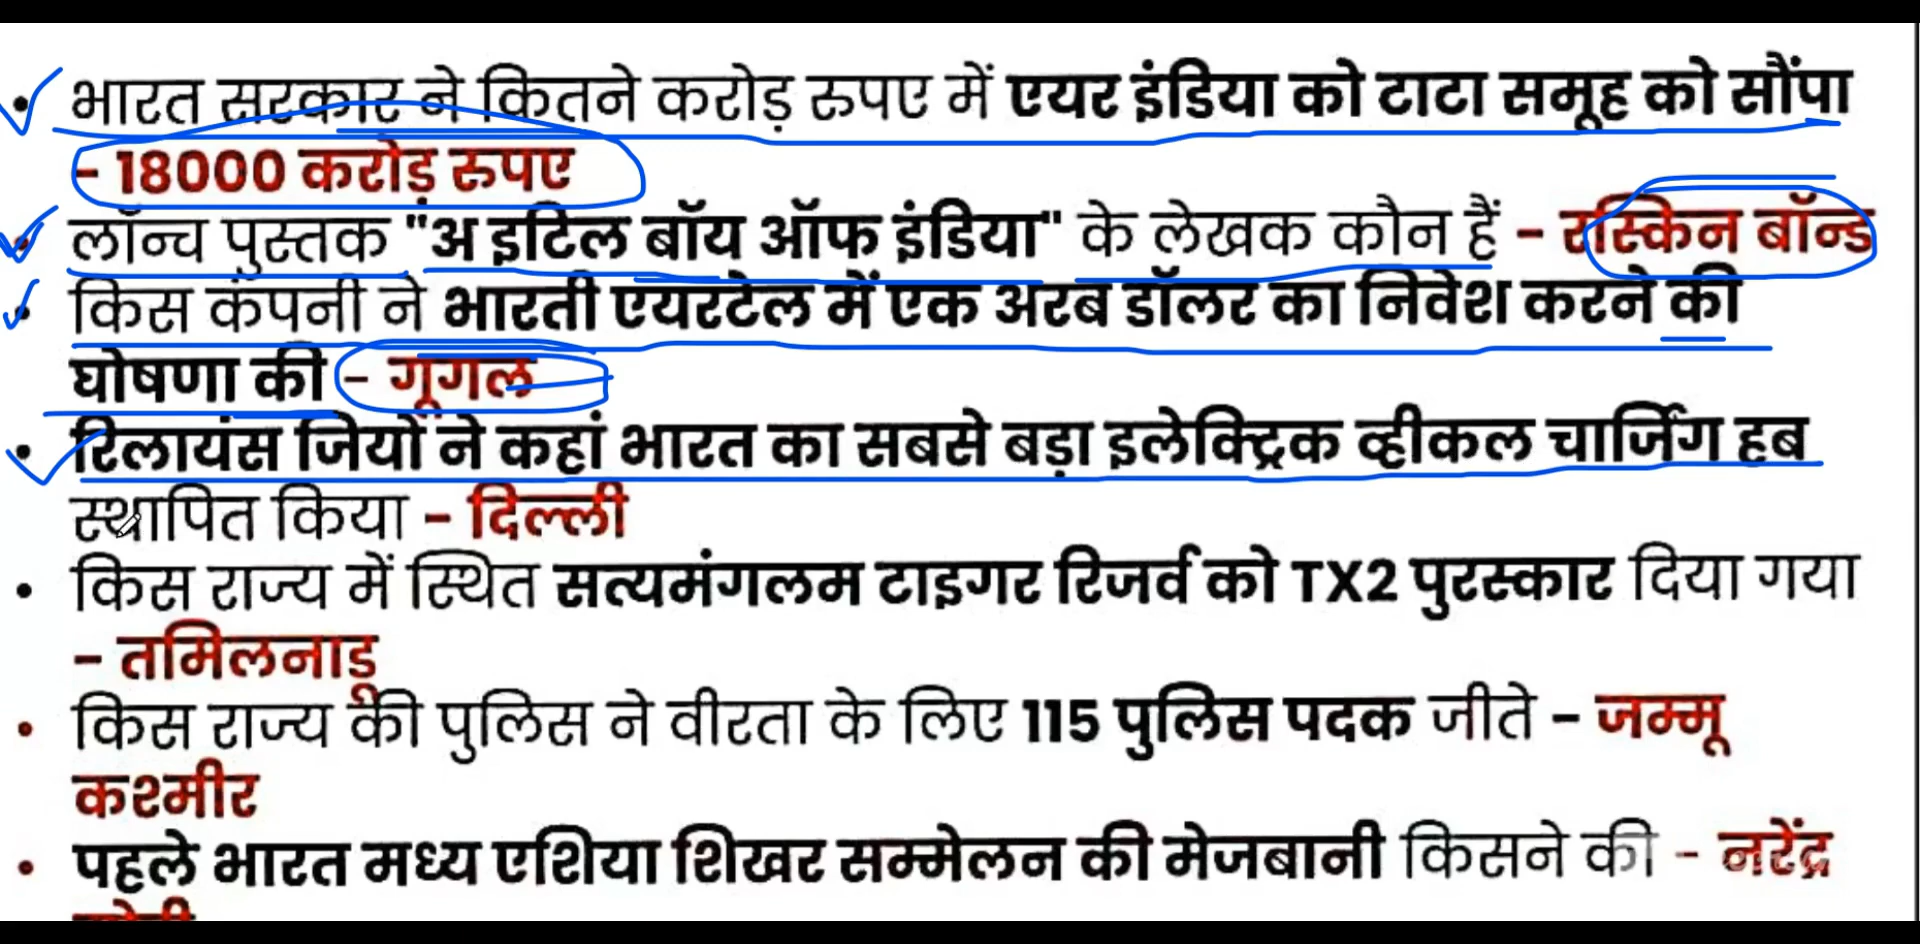 • भारत सरकार ने कितने करोड़ रुपए में एयर इंडिया को टाटा समूह को सौंपा
- 18000 करोड़ रुपए
• लॉन्च पुस्तक "अ इटिल बॉय ऑफ इंडिया" के लेखक कौन हैं - रस्किन बॉन्ड
• किस कंपनी ने भारती एयरटेल में एक अरब डॉलर का निवेश करने की
घोषणा की - गूगल
• रिलायंस जियो ने कहां भारत का सबसे बड़ा इलेक्ट्रिक व्हीकल चार्जिंग हब
स्थापित किया - दिल्ली
• किस राज्य में स्थित सत्यमंगलम टाइगर रिजर्व को TX2 पुरस्कार दिया गया
- तमिलनाडू
• किस राज्य की पुलिस ने वीरता के लिए 115 पुलिस पदक जीते - जम्मू
कश्मीर
• पहले भारत मध्य एशिया शिखर सम्मेलन की मेजबानी किसने की - नरेंद्र